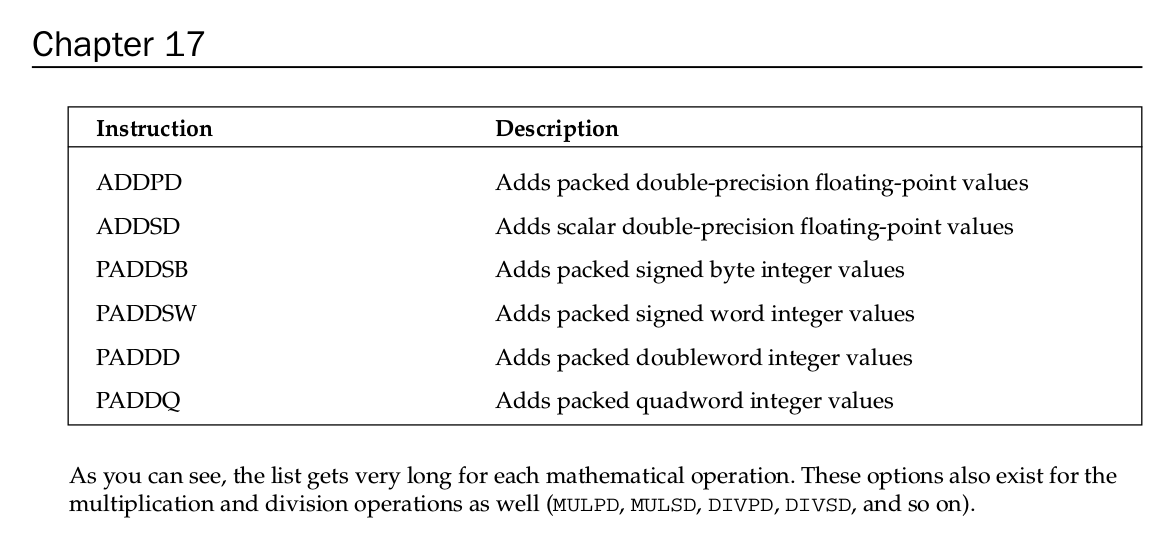 Chapter 17
Instruction Description
ADDPD Adds packed double-precision floating-point values
ADDSD Adds scalar double-precision floating-point values
PADDSB Adds packed signed byte integer values
PADDSW Adds packed signed word integer values
PADDD Adds packed doubleword integer values
PADDQ Adds packed quadword integer values
As you can see, the list gets very long for each mathematical operation. These options also exist for the
multiplication and division operations as well (MULPD, MULSD, DIVPD, DIVSD, and so on).